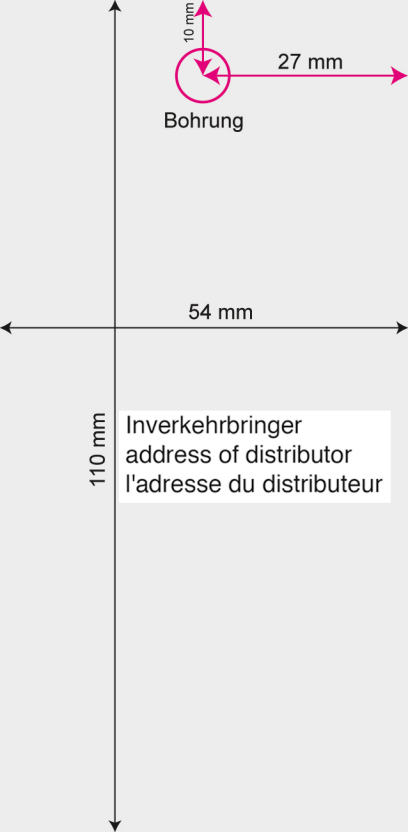 10 mm
27 mm
Bohrung
54 mm
110 mm
Inverkehrbringer
address of distributor
l'adresse du distributeur